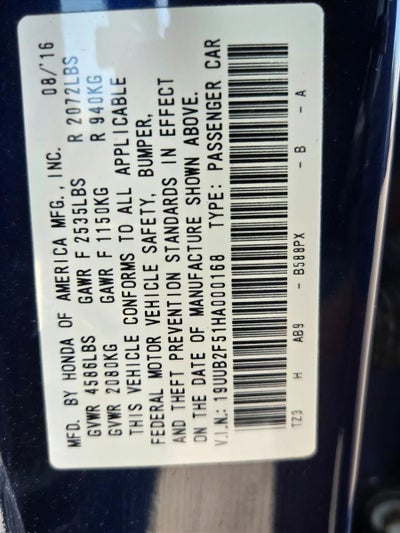 MFD. BY HONDA OF AMERICA MFG., INC. 08/'16
GVWR 4586LBS GAWR F 2535LBS R 2072LBS
GVWR 2080KG GAWR F 1150KG R 940KG
THIS VEHICLE CONFORMS TO ALL APPLICABLE
FEDERAL MOTOR VEHICLE SAFETY, BUMPER,
AND THEFT PREVENTION STANDARDS IN EFFECT
ON THE DATE OF MANUFACTURE SHOWN ABOVE.
V.I.N.: 19UUB2F51HA000168 TYPE: PASSENGER CAR
TZ3 H AB9 - B588PX - B - A